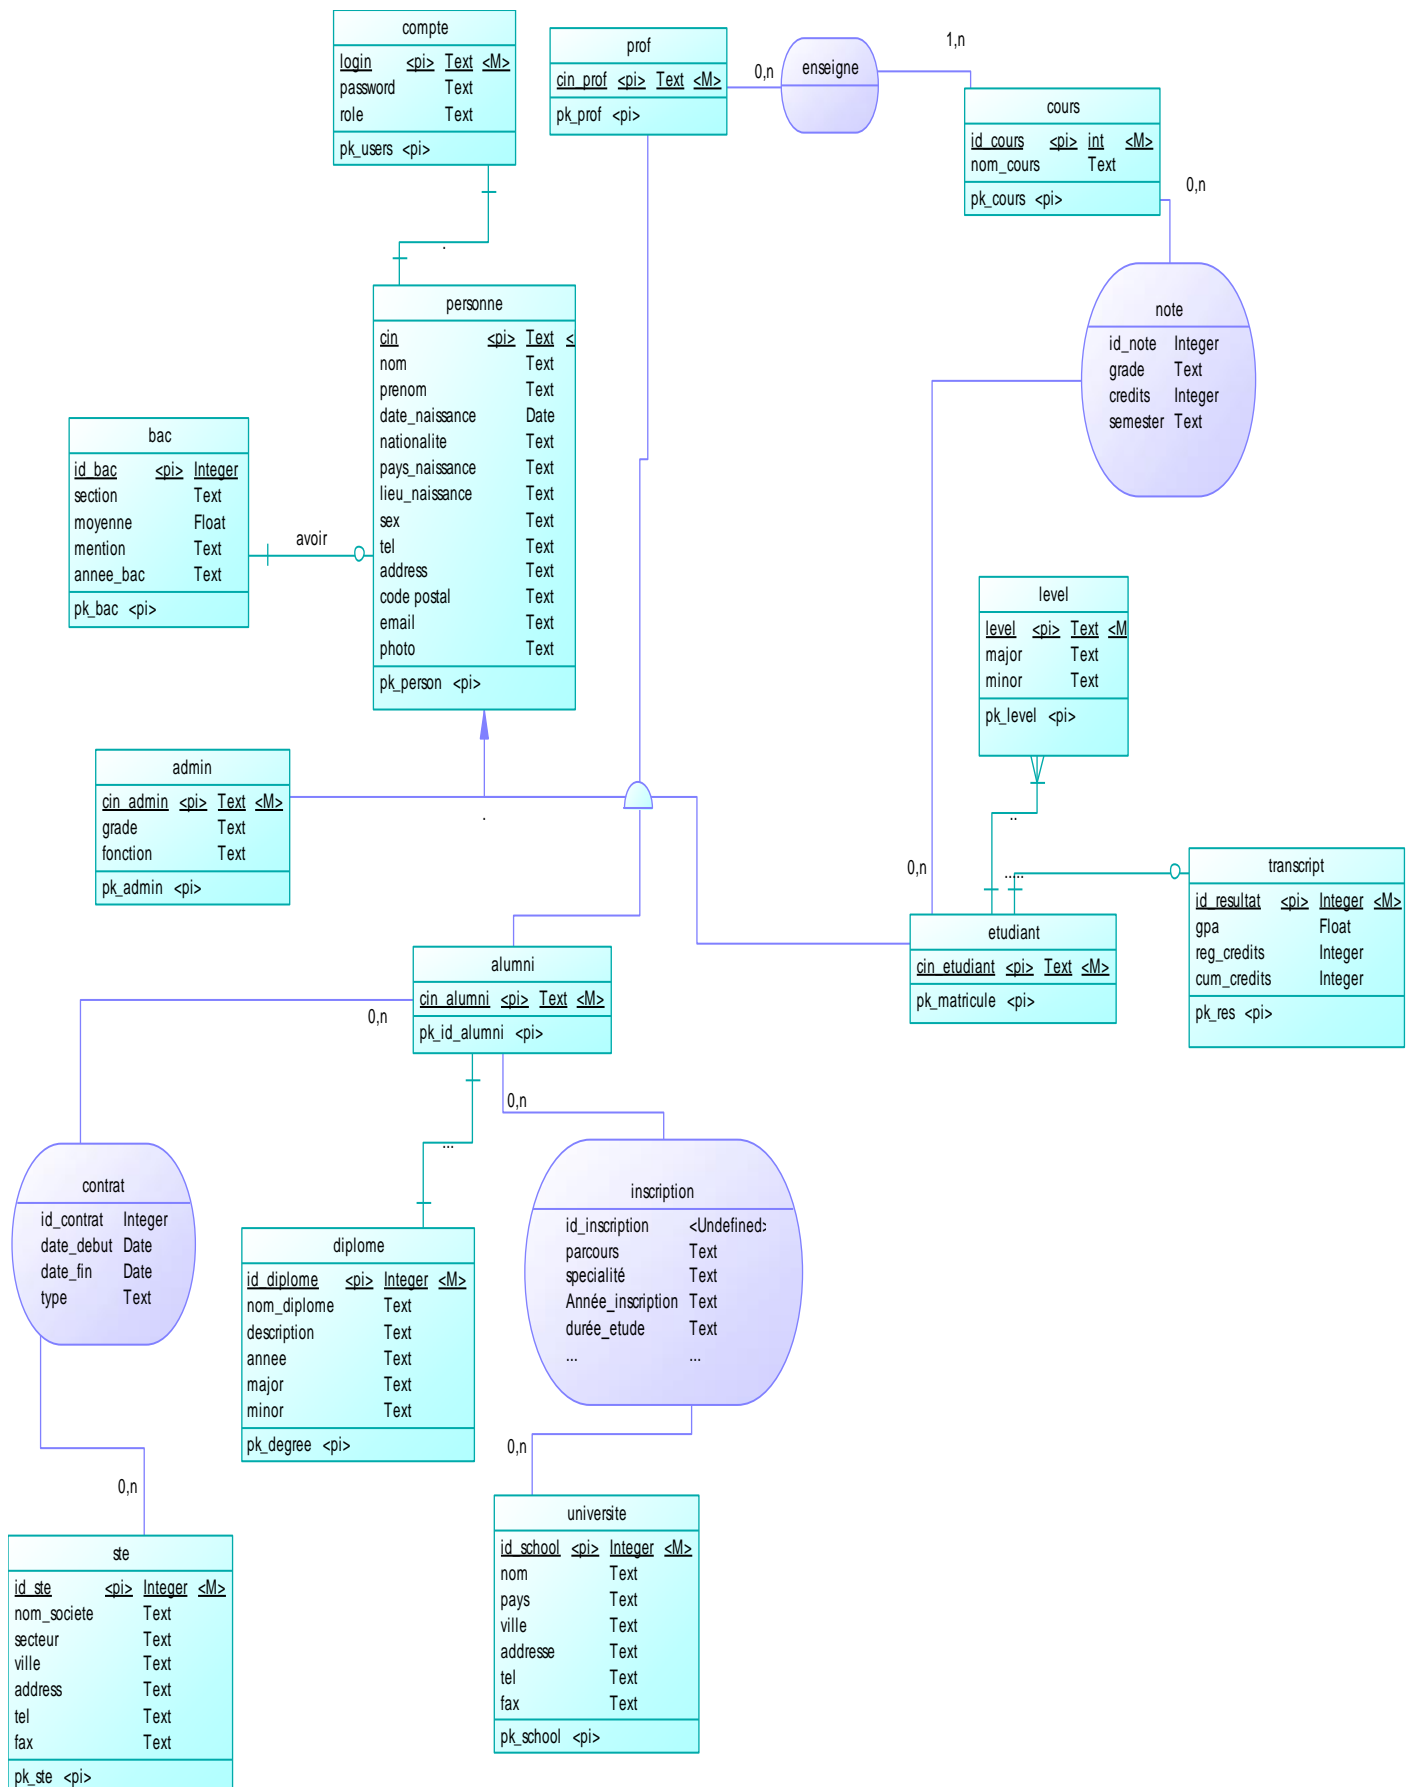 compte
login <pi> Text <M>
password Text
role Text
pk_users <pi>
prof
cin_prof <pi> Text <M>
pk_prof <pi>
0,n
enseigne
1,n
cours
id_cours <pi> int <M>
nom_cours Text
pk_cours <pi>
0,n
.
personne
cin <pi> Text <
nom Text
prenom Text
date_naissance Date
nationalite Text
pays_naissance Text
lieu_naissance Text
sex Text
tel Text
address Text
code postal Text
email Text
photo Text
pk_person <pi>
note
id_note Integer
grade Text
credits Integer
semester Text
bac
id_bac <pi> Integer
section Text
moyenne Float
mention Text
annee_bac Text
pk_bac <pi>
avoir
level
level <pi> Text <M
major Text
minor Text
pk_level <pi>
admin
cin_admin <pi> Text <M>
grade Text
fonction Text
pk_admin <pi>
.
..
0,n
.....
transcript
id_resultat <pi> Integer <M>
gpa Float
reg_credits Integer
cum_credits Integer
pk_res <pi>
etudiant
cin_etudiant <pi> Text <M>
pk_matricule <pi>
alumni
cin_alumni <pi> Text <M>
pk_id_alumni <pi>
0,n
0,n
...
contrat
id_contrat Integer
date_debut Date
date_fin Date
type Text
inscription
id_inscription <Undefined>
parcours Text
specialité Text
Année_inscription Text
durée_etude Text
... ...
diplome
id_diplome <pi> Integer <M>
nom_diplome Text
description Text
annee Text
major Text
minor Text
pk_degree <pi>
0,n
0,n
universite
id_school <pi> Integer <M>
nom Text
pays Text
ville Text
addresse Text
tel Text
fax Text
pk_school <pi>
ste
id_ste <pi> Integer <M>
nom_societe Text
secteur Text
ville Text
address Text
tel Text
fax Text
pk_ste <pi>